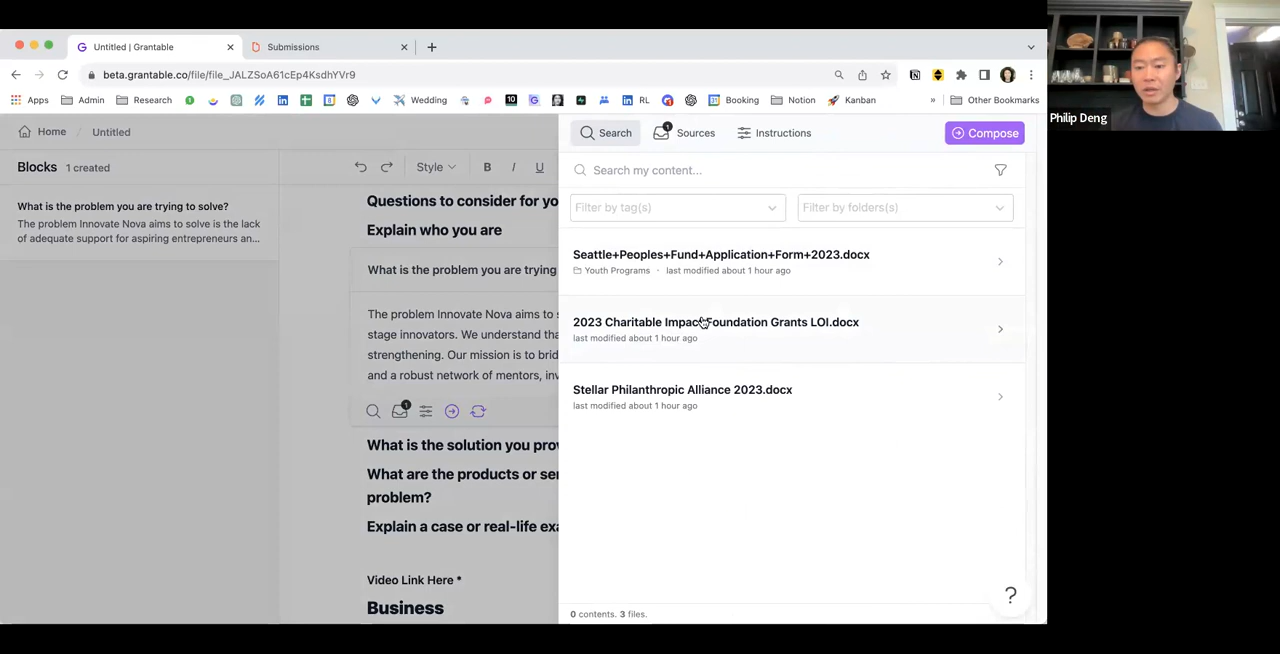 Untitled | Grantable
Submissions
beta.grantable.co/file/file_JALZSoA61cEp4KsdhYVr9
Apps
Admin
Research
Wedding
10
RL
Booking
Notion
Kanban
»
Other Bookmarks
Philip Deng
Home / Untitled
Search
1
Sources
Instructions
Compose
Blocks 1 created
Style B I U
Search my content...
What is the problem you are trying to solve?
The problem Innovate Nova aims to solve is the lack
of adequate support for aspiring entrepreneurs an...
Questions to consider for yo
Explain who you are
What is the problem you are trying
The problem Innovate Nova aims to s
stage innovators. We understand tha
strengthening. Our mission is to brid
and a robust network of mentors, inv
1
What is the solution you prov
What are the products or ser
problem?
Explain a case or real-life exa
Video Link Here *
Business
Filter by tag(s)
Filter by folders(s)
Seattle+Peoples+Fund+Application+Form+2023.docx
Youth Programs · last modified about 1 hour ago
2023 Charitable Impact Foundation Grants LOI.docx
last modified about 1 hour ago
Stellar Philanthropic Alliance 2023.docx
last modified about 1 hour ago
0 contents. 3 files.
?